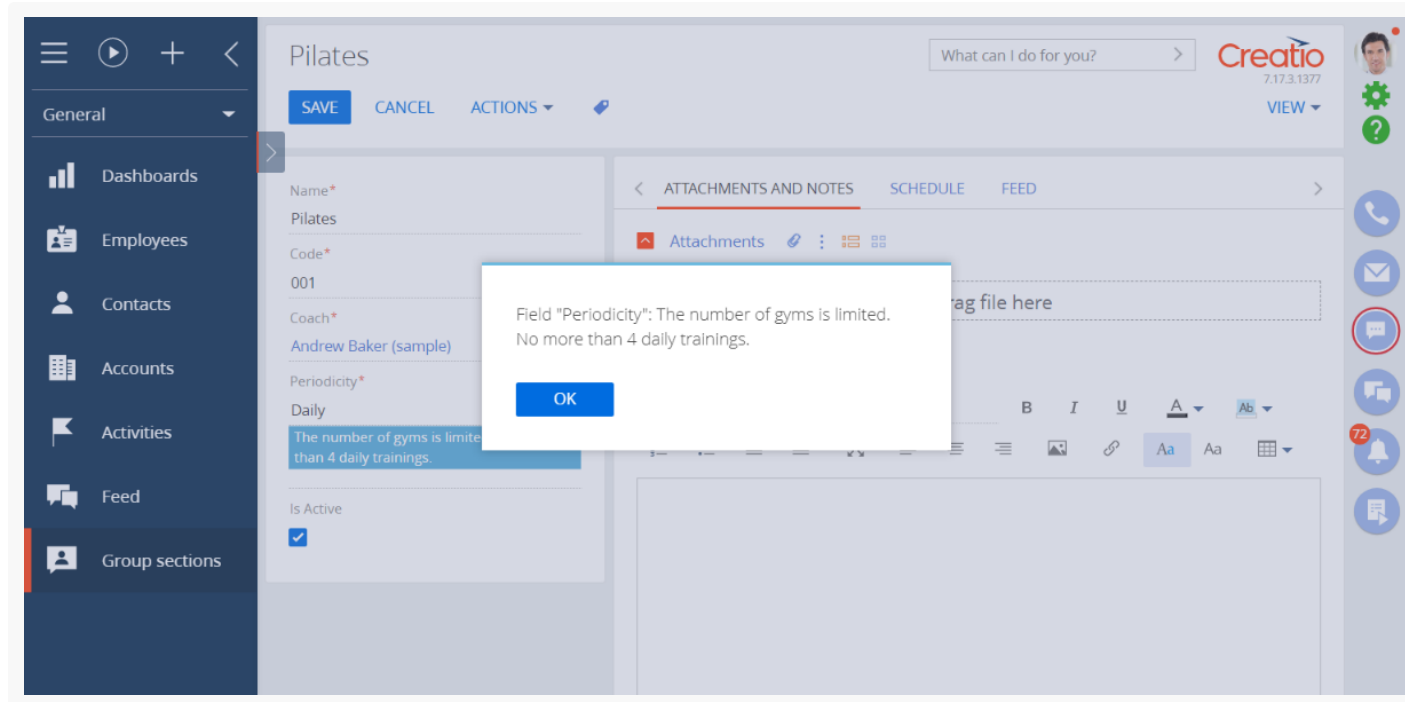 Pilates
What can I do for you?
Creatio
7.17.3.1377
SAVE CANCEL ACTIONS
VIEW
General
Dashboards
Employees
Contacts
Accounts
Activities
Feed
Group sections
Name*
Pilates
Code*
001
Coach*
Andrew Baker (sample)
Periodicity*
Daily
The number of gyms is limite
than 4 daily trainings.
Is Active
ATTACHMENTS AND NOTES SCHEDULE FEED
Attachments
rag file here
Field "Periodicity": The number of gyms is limited.
No more than 4 daily trainings.
OK
B I U A Ab
Aa Aa
72
?